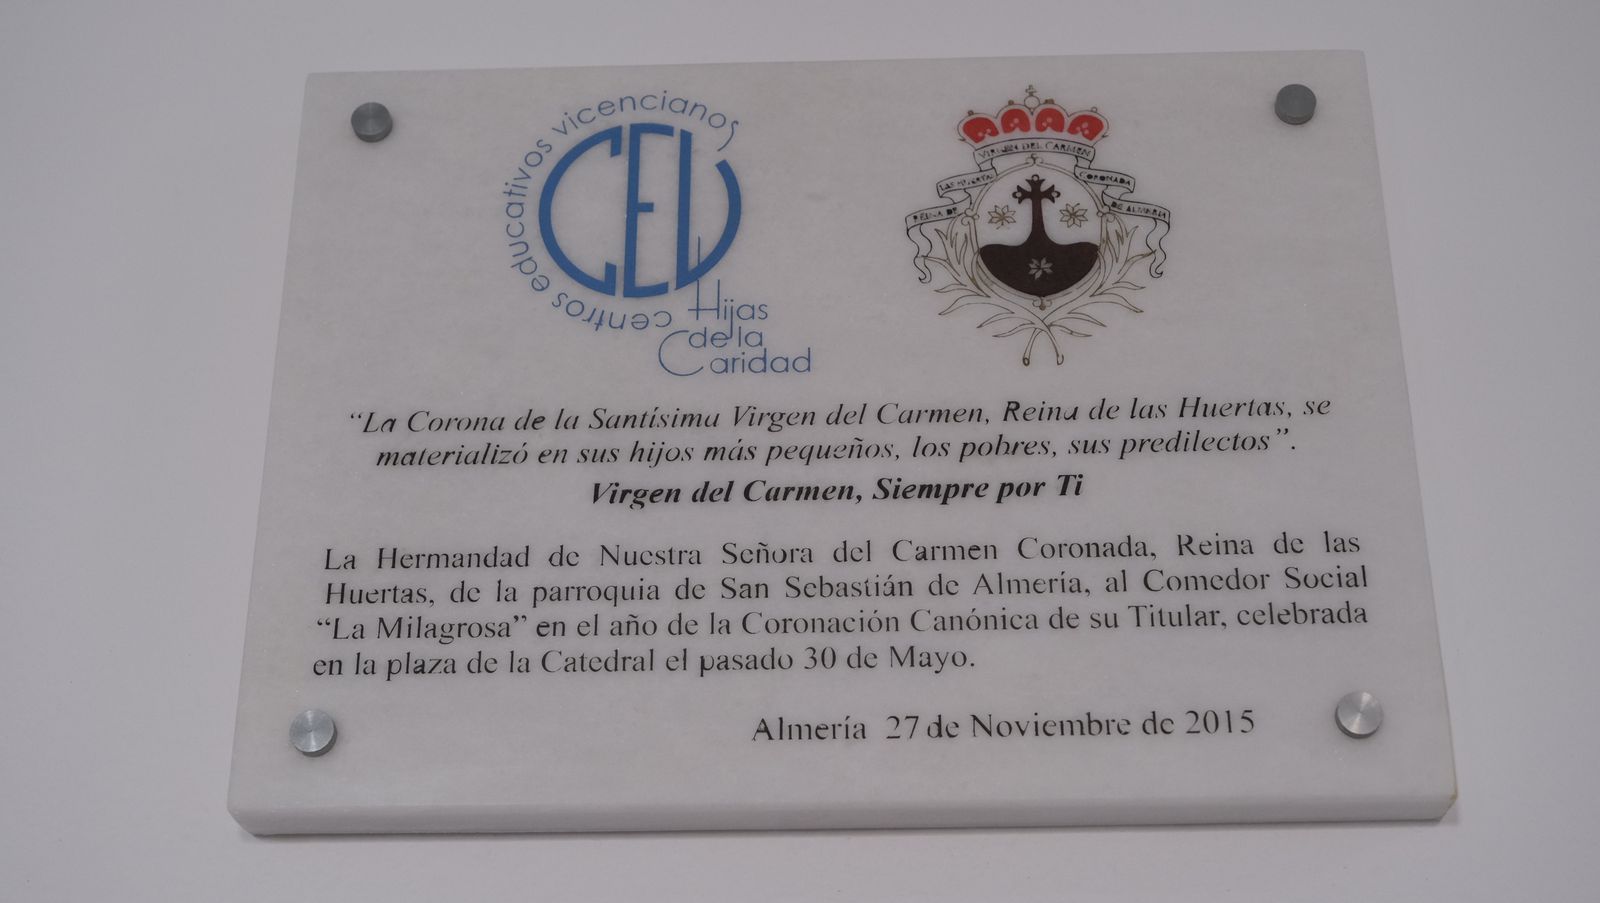 centros educativos vicencianos
CEV
Hijas
de la
Caridad
VIRGEN DEL CARMEN
REINA DE LAS HUERTAS
CORONADA DE ALMERIA
“La Corona de la Santísima Virgen del Carmen, Reina de las Huertas, se
materializó en sus hijos más pequeños, los pobres, sus predilectos”.
Virgen del Carmen, Siempre por Ti
La Hermandad de Nuestra Señora del Carmen Coronada, Reina de las
Huertas, de la parroquia de San Sebastián de Almería, al Comedor Social
“La Milagrosa” en el año de la Coronación Canónica de su Titular, celebrada
en la plaza de la Catedral el pasado 30 de Mayo.
Almería 27 de Noviembre de 2015